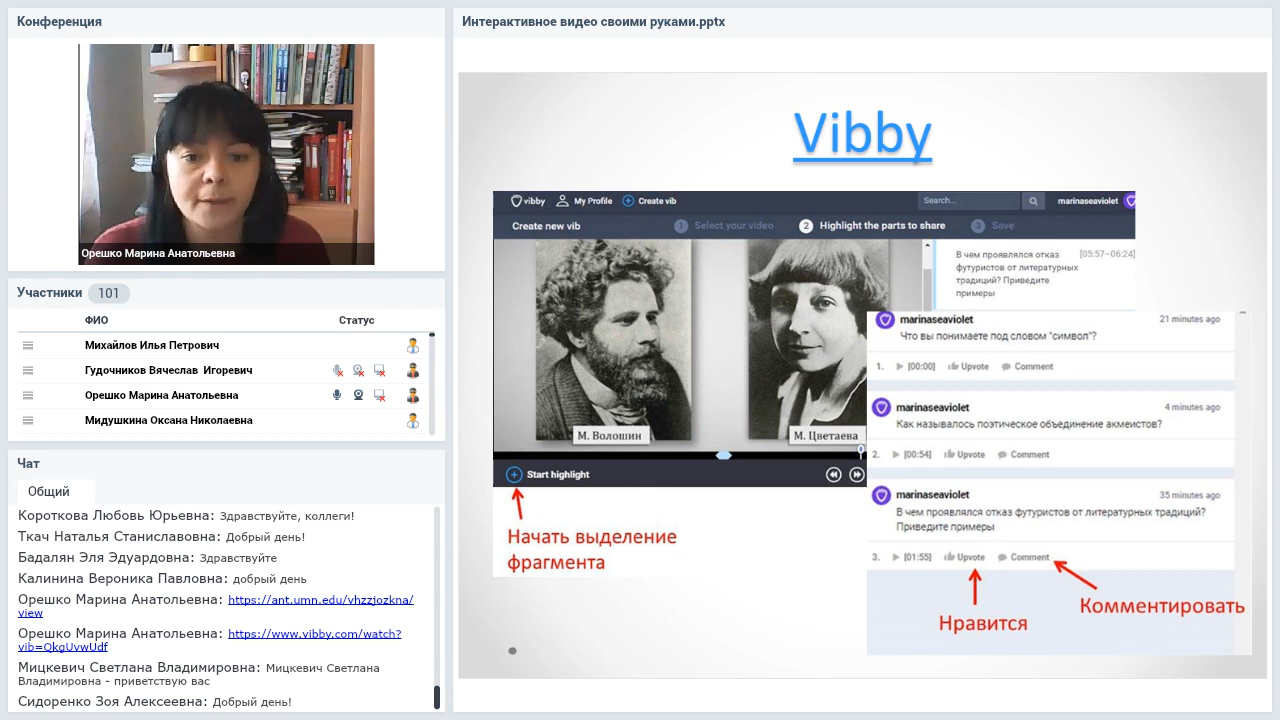 Конференция
Орешко Марина Анатольевна
Участники 101
ФИО Статус
Михайлов Илья Петрович
Гудочников Вячеслав Игоревич
Орешко Марина Анатольевна
Мидушкина Оксана Николаевна
Чат
Общий
Короткова Любовь Юрьевна: Здравствуйте, коллеги!
Ткач Наталья Станиславовна: Добрый день!
Бадалян Эля Эдуардовна: Здравствуйте
Калинина Вероника Павловна: добрый день
Орешко Марина Анатольевна: https://ant.umn.edu/vhzzjozkna/
view
Орешко Марина Анатольевна: https://www.vibby.com/watch?
vib=QkgUvwUdf
Мицкевич Светлана Владимировна: Мицкевич Светлана
Владимировна - приветствую вас
Сидоренко Зоя Алексеевна: Добрый день!
Интерактивное видео своими руками.pptx
Vibby
vibby My Profile Create vib Search... marinaseaviolet
Create new vib 1 Select your video 2 Highlight the parts to share 3 Save
В чем проявлялся отказ [05:57–06:24]
футуристов от литературных
традиций? Приведите
примеры
М. Волошин
М. Цветаева
Start highlight
Начать выделение
фрагмента
marinaseaviolet 21 minutes ago
Что вы понимаете под словом "символ"?
1. [00:00] Upvote Comment
marinaseaviolet 4 minutes ago
Как называлось поэтическое объединение акмеистов?
2. [00:54] Upvote Comment
marinaseaviolet 35 minutes ago
В чем проявлялся отказ футуристов от литературных традиций?
Приведите примеры
3. [01:55] Upvote Comment
Комментировать
Нравится